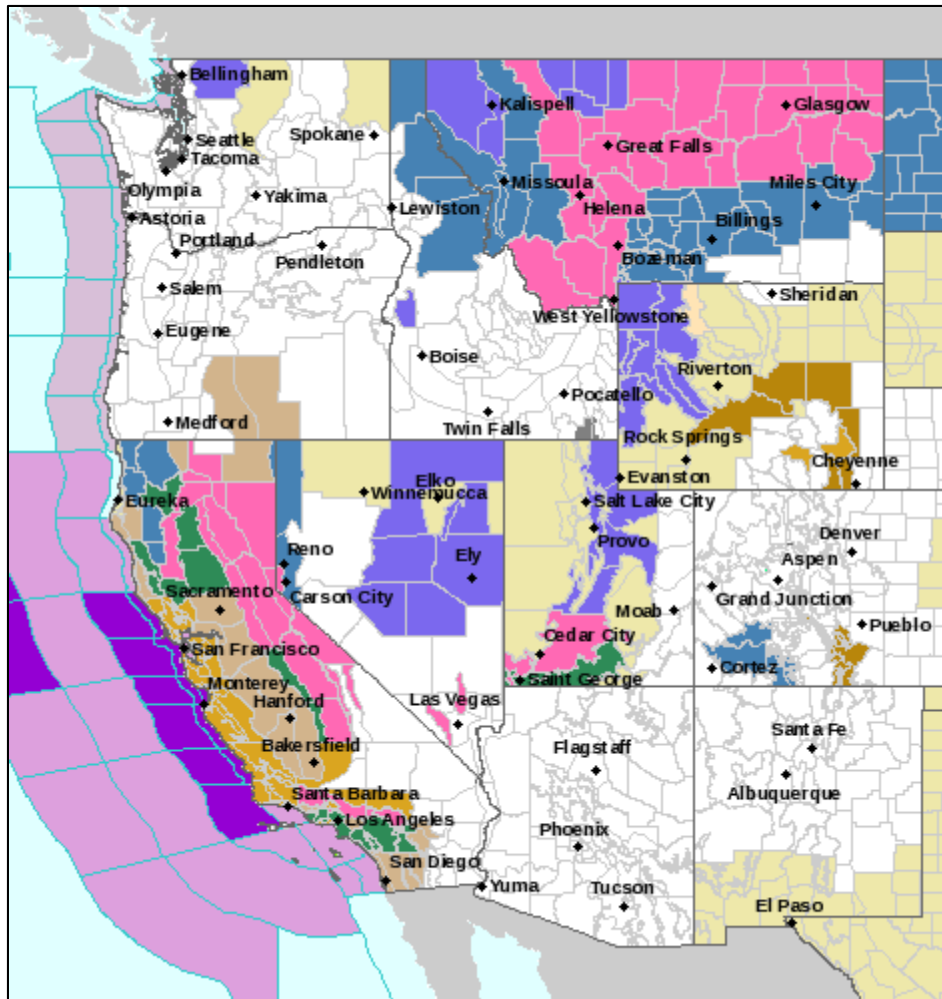 Bellingham
Kalispell
Glasgow
Seattle
Spokane
Great Falls
Tacoma
Olympia
Missoula
Miles City
Yakima
Helena
Astoria
Lewiston
Billings
Portland
Pendleton
Bozeman
Salem
Sheridan
West Yellowstone
Eugene
Boise
Riverton
Pocatello
Medford
Twin Falls
Rock Springs
Cheyenne
Elko
Evanston
Eureka
Winnemucca
Salt Lake City
Provo
Denver
Reno
Ely
Aspen
Sacramento
Carson City
Grand Junction
Moab
Pueblo
San Francisco
Cedar City
Cortez
Monterey
Saint George
Hanford
Las Vegas
Bakersfield
Flagstaff
Santa Fe
Albuquerque
Santa Barbara
Los Angeles
Phoenix
San Diego
Yuma
Tucson
El Paso